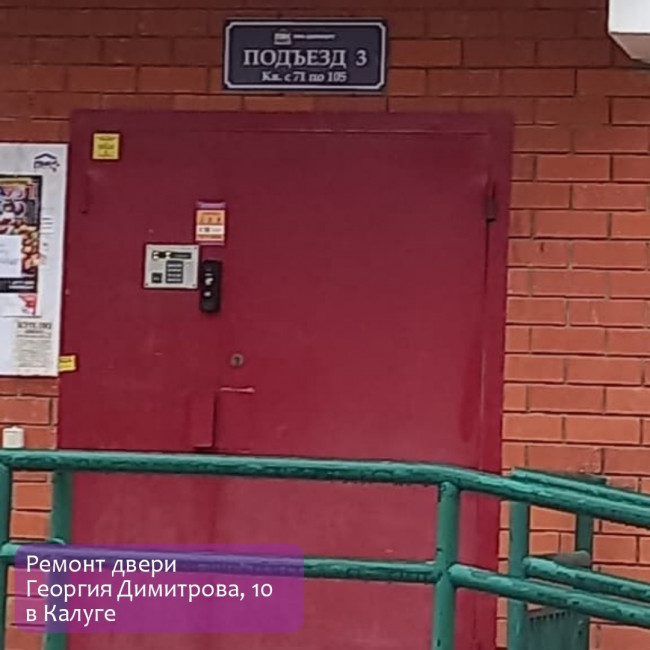 ПОДЪЕЗД 3
Кв. с 71 по 105
Ремонт двери
Георгия Димитрова, 10
в Калуге